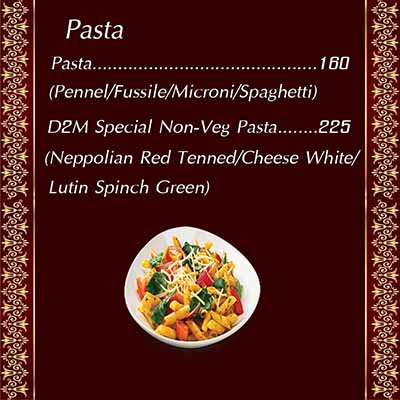 Pasta
Pasta...........................................160
(Pennel/Fussile/Microni/Spaghetti)
D2M Special Non-Veg Pasta........225
(Neppolian Red Tenned/Cheese White/
Lutin Spinch Green)